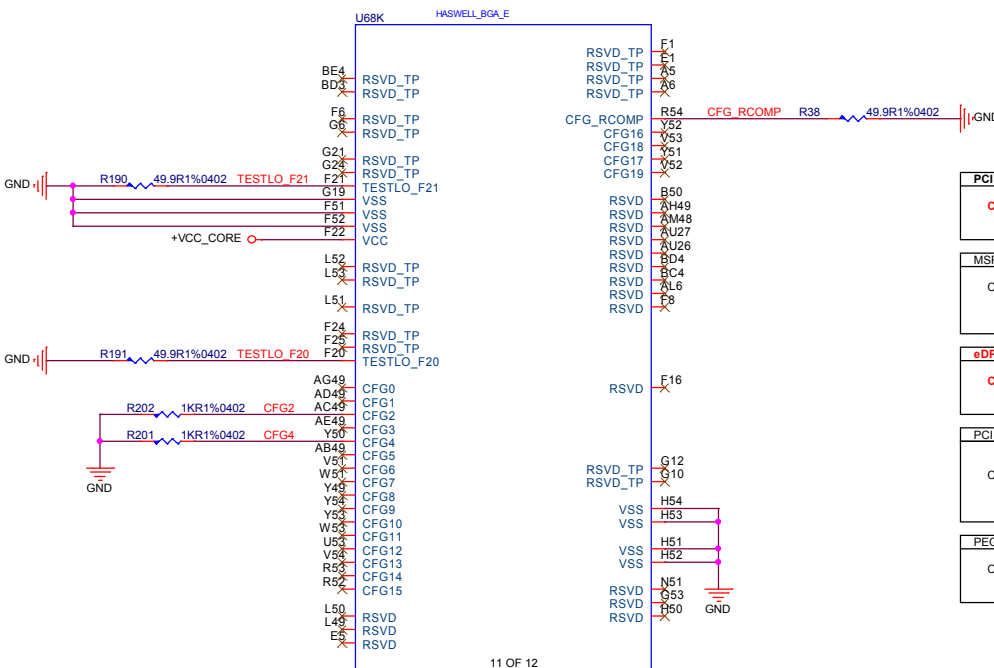 U68K
HASWELL_BGA_E
BE4 RSVD_TP
BD3 RSVD_TP
F6 RSVD_TP
G6 RSVD_TP
G21 RSVD_TP
G24 RSVD_TP
GND R190 49.9R1%0402 TESTLO_F21 F21 TESTLO_F21
G19 VSS
F51 VSS
F52 VSS
+VCC_CORE F22 VCC
L52 RSVD_TP
L53 RSVD_TP
L51 RSVD_TP
F24 RSVD_TP
F25 RSVD_TP
GND R191 49.9R1%0402 TESTLO_F20 F20 TESTLO_F20
AG49 CFG0
AD49 CFG1
R202 1KR1%0402 CFG2 AC49 CFG2
AE49 CFG3
R201 1KR1%0402 CFG4 Y50 CFG4
AB49 CFG5
V51 CFG6
W51 CFG7
Y49 CFG8
Y54 CFG9
Y53 CFG10
W53 CFG11
U53 CFG12
V54 CFG13
R53 CFG14
R52 CFG15
GND
L50 RSVD
L49 RSVD
E5 RSVD
RSVD_TP F1
RSVD_TP E1
RSVD_TP A5
RSVD_TP A6
CFG_RCOMP R54 CFG_RCOMP R38 49.9R1%0402 GND
CFG16 Y52
CFG18 V53
CFG17 Y51
CFG19 V52
RSVD B50
RSVD AH49
RSVD AM48
RSVD AU27
RSVD AU26
RSVD BD4
RSVD BC4
RSVD AL6
RSVD F8
RSVD F16
RSVD_TP G12
RSVD_TP G10
VSS H54
VSS H53
VSS H51
VSS H52
GND
RSVD N51
RSVD G53
RSVD H50
11 OF 12
PCI
C
C
C
PCI
C
PEG
C